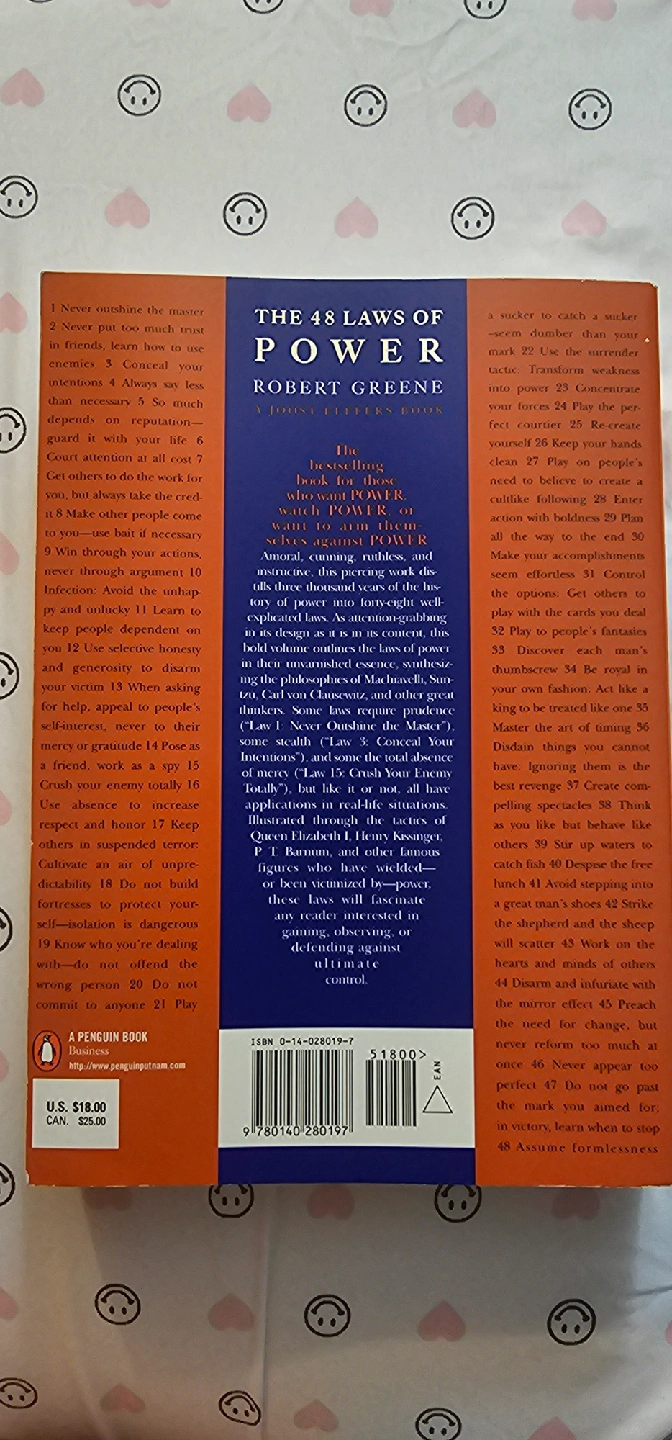 1 Never outshine the master
2 Never put too much trust
in friends, learn how to use
enemies 3 Conceal your
intentions 4 Always say less
than necessary 5 So much
depends on reputation—
guard it with your life 6
Court attention at all cost 7
Get others to do the work for
you, but always take the cred-
it 8 Make other people come
to you—use bait if necessary
9 Win through your actions,
never through argument 10
Infection: Avoid the unhap-
py and unlucky 11 Learn to
keep people dependent on
you 12 Use selective honesty
and generosity to disarm
your victim 13 When asking
for help, appeal to people's
self-interest, never to their
mercy or gratitude 14 Pose as
a friend, work as a spy 15
Crush your enemy totally 16
Use absence to increase
respect and honor 17 Keep
others in suspended terror:
Cultivate an air of unpre-
dictability 18 Do not build
fortresses to protect your-
self—isolation is dangerous
19 Know who you're dealing
with—do not offend the
wrong person 20 Do not
commit to anyone 21 Play
A PENGUIN BOOK
Business
http://www.penguinputnam.com
U.S. $18.00
CAN. $25.00
THE 48 LAWS OF
POWER
ROBERT GREENE
A JOOST ELFFERS BOOK
The
bestselling
book for those
who want POWER,
watch POWER, or
want to arm them-
selves against POWER
Amoral, cunning, ruthless, and
instructive, this piercing work dis-
tills three thousand years of the his-
tory of power into forty-eight well-
explicated laws. As attention-grabbing
in its design as it is in its content, this
bold volume outlines the laws of power
in their unvarnished essence, synthesiz-
ing the philosophies of Machiavelli, Sun-
tzu, Carl von Clausewitz, and other great
thinkers. Some laws require prudence
("Law 1: Never Outshine the Master"),
some stealth ("Law 3: Conceal Your
Intentions"), and some the total absence
of mercy ("Law 15: Crush Your Enemy
Totally"), but like it or not, all have
applications in real-life situations.
Illustrated through the tactics of
Queen Elizabeth I, Henry Kissinger,
P. T. Barnum, and other famous
figures who have wielded—
or been victimized by—power,
these laws will fascinate
any reader interested in
gaining, observing, or
defending against
ultimate
control.
ISBN 0-14-028019-7
51800>
EAN
9 780140 280197
a sucker to catch a sucker
–seem dumber than your
mark 22 Use the surrender
tactic: Transform weakness
into power 23 Concentrate
your forces 24 Play the per-
fect courtier 25 Re-create
yourself 26 Keep your hands
clean 27 Play on people's
need to believe to create a
cultlike following 28 Enter
action with boldness 29 Plan
all the way to the end 30
Make your accomplishments
seem effortless 31 Control
the options: Get others to
play with the cards you deal
32 Play to people's fantasies
33 Discover each man's
thumbscrew 34 Be royal in
your own fashion: Act like a
king to be treated like one 35
Master the art of timing 36
Disdain things you cannot
have: Ignoring them is the
best revenge 37 Create com-
pelling spectacles 38 Think
as you like but behave like
others 39 Stir up waters to
catch fish 40 Despise the free
lunch 41 Avoid stepping into
a great man's shoes 42 Strike
the shepherd and the sheep
will scatter 43 Work on the
hearts and minds of others
44 Disarm and infuriate with
the mirror effect 45 Preach
the need for change, but
never reform too much at
once 46 Never appear too
perfect 47 Do not go past
the mark you aimed for;
in victory, learn when to stop
48 Assume formlessness